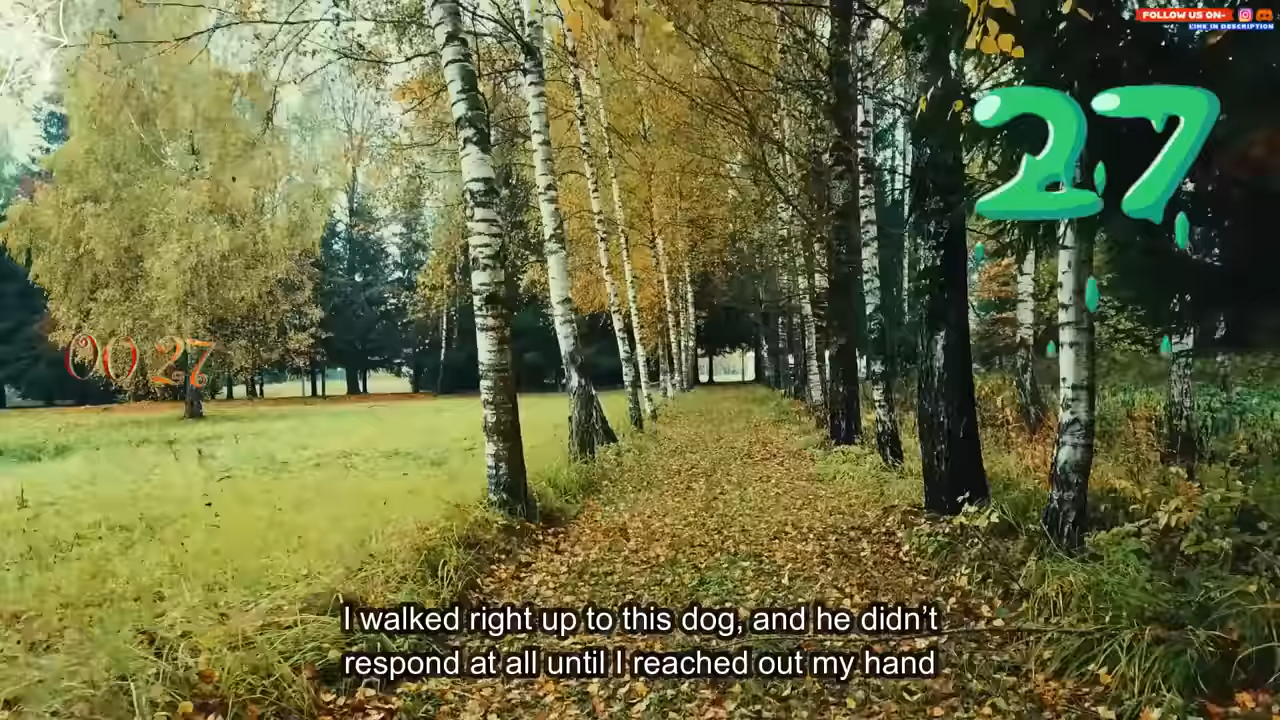 FOLLOW US ON-
LINK IN DESCRIPTION
27
00 27
I walked right up to this dog, and he didn’t
respond at all until I reached out my hand